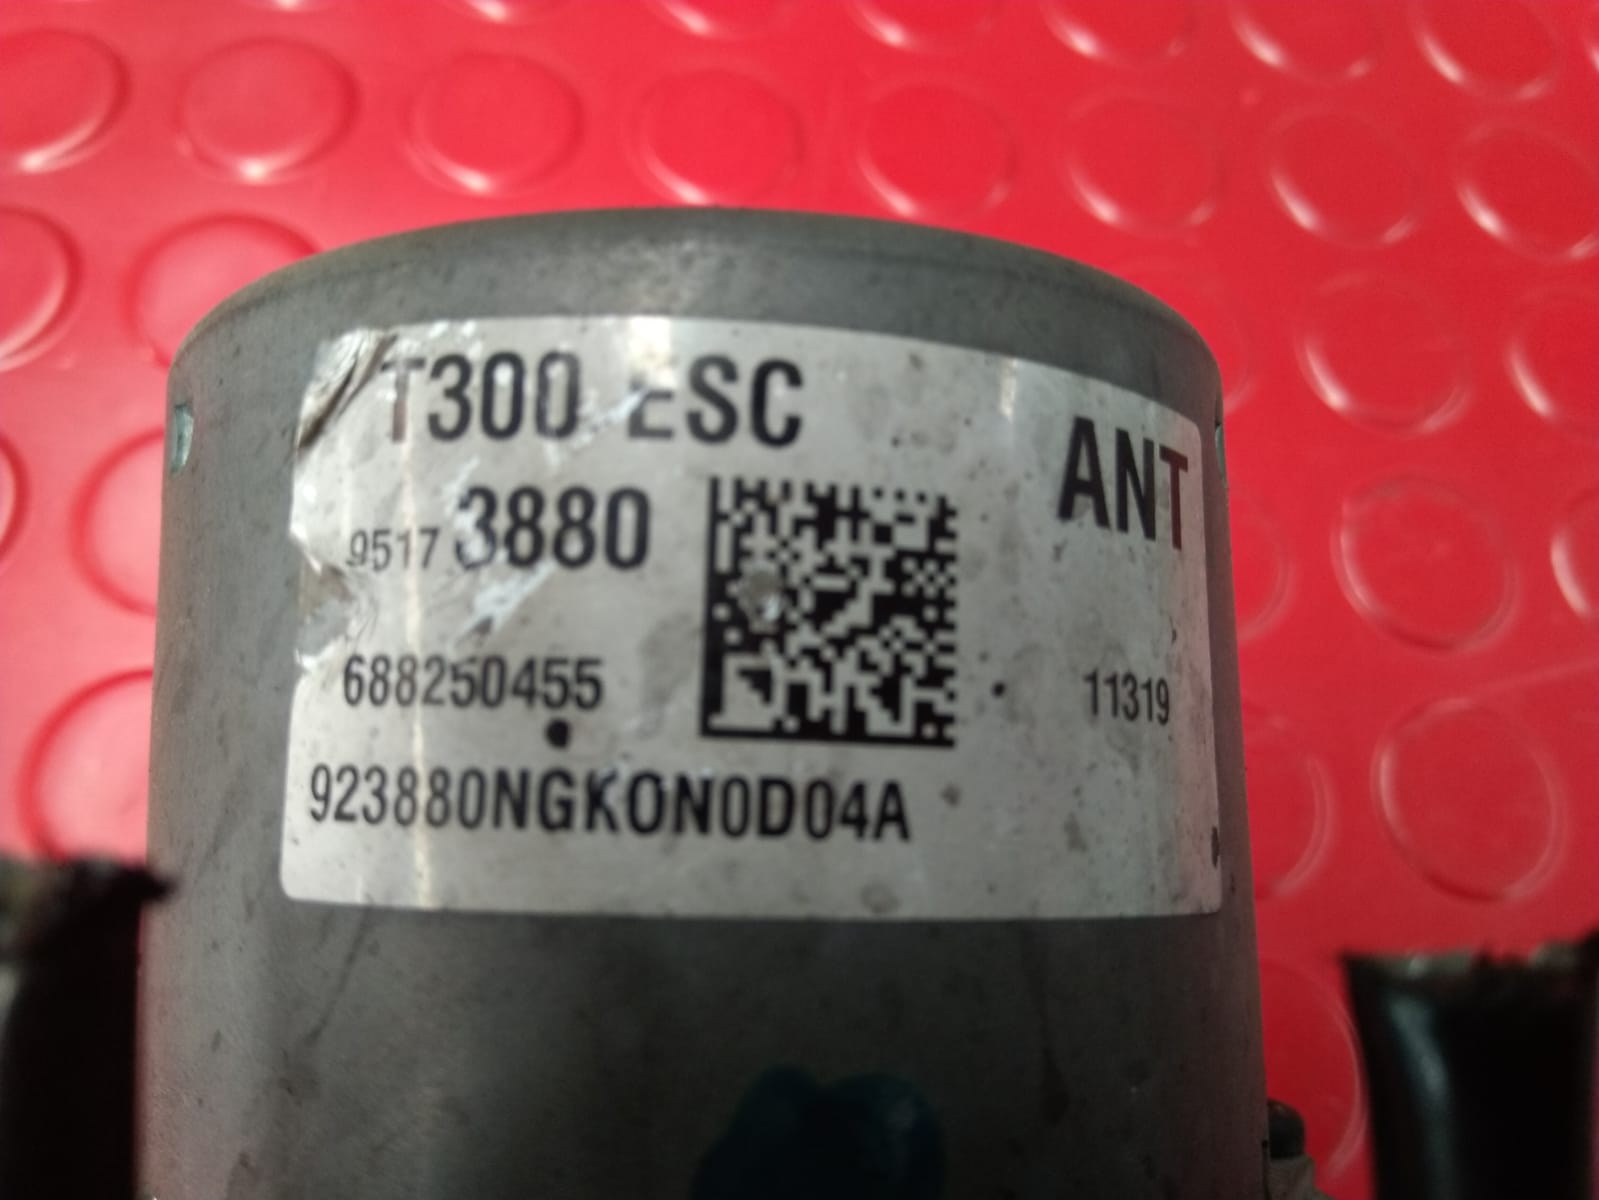 T300 ESC
ANT
9517 3880
688250455
11319
923880NGKON0D04A